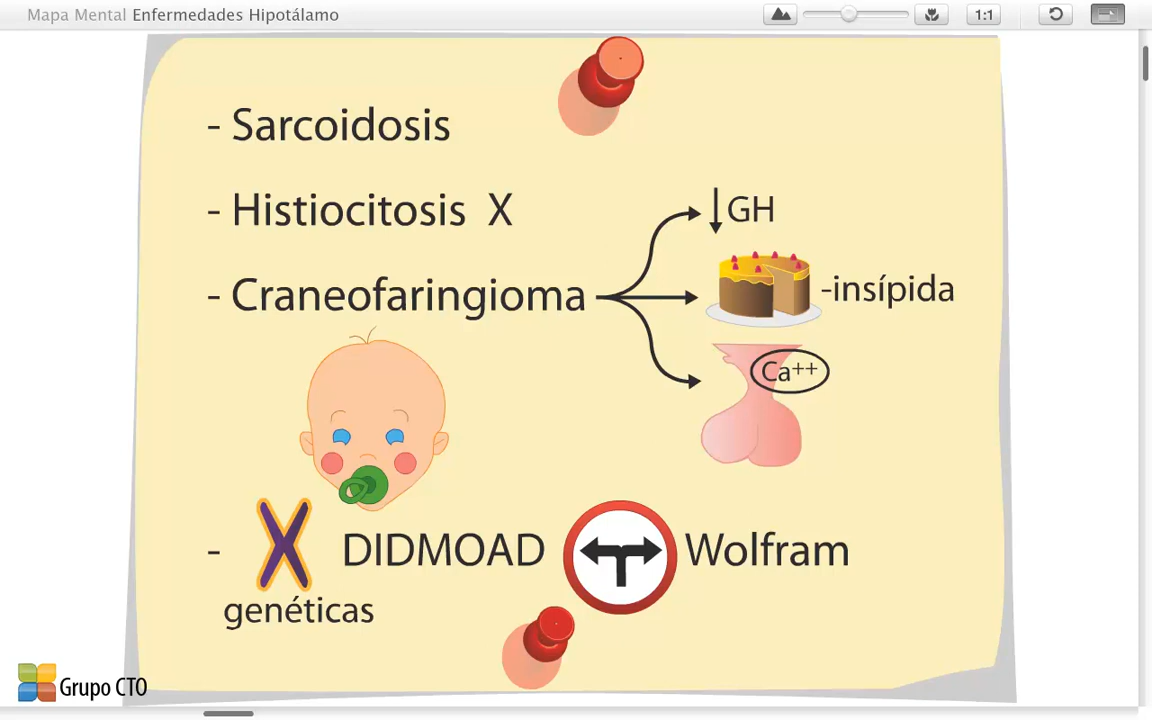 Mapa Mental Enfermedades Hipotálamo
1:1
- Sarcoidosis
- Histiocitosis X
- Craneofaringioma
↓GH
-insípida
Ca++
- DIDMOAD Wolfram
genéticas
Grupo CTO